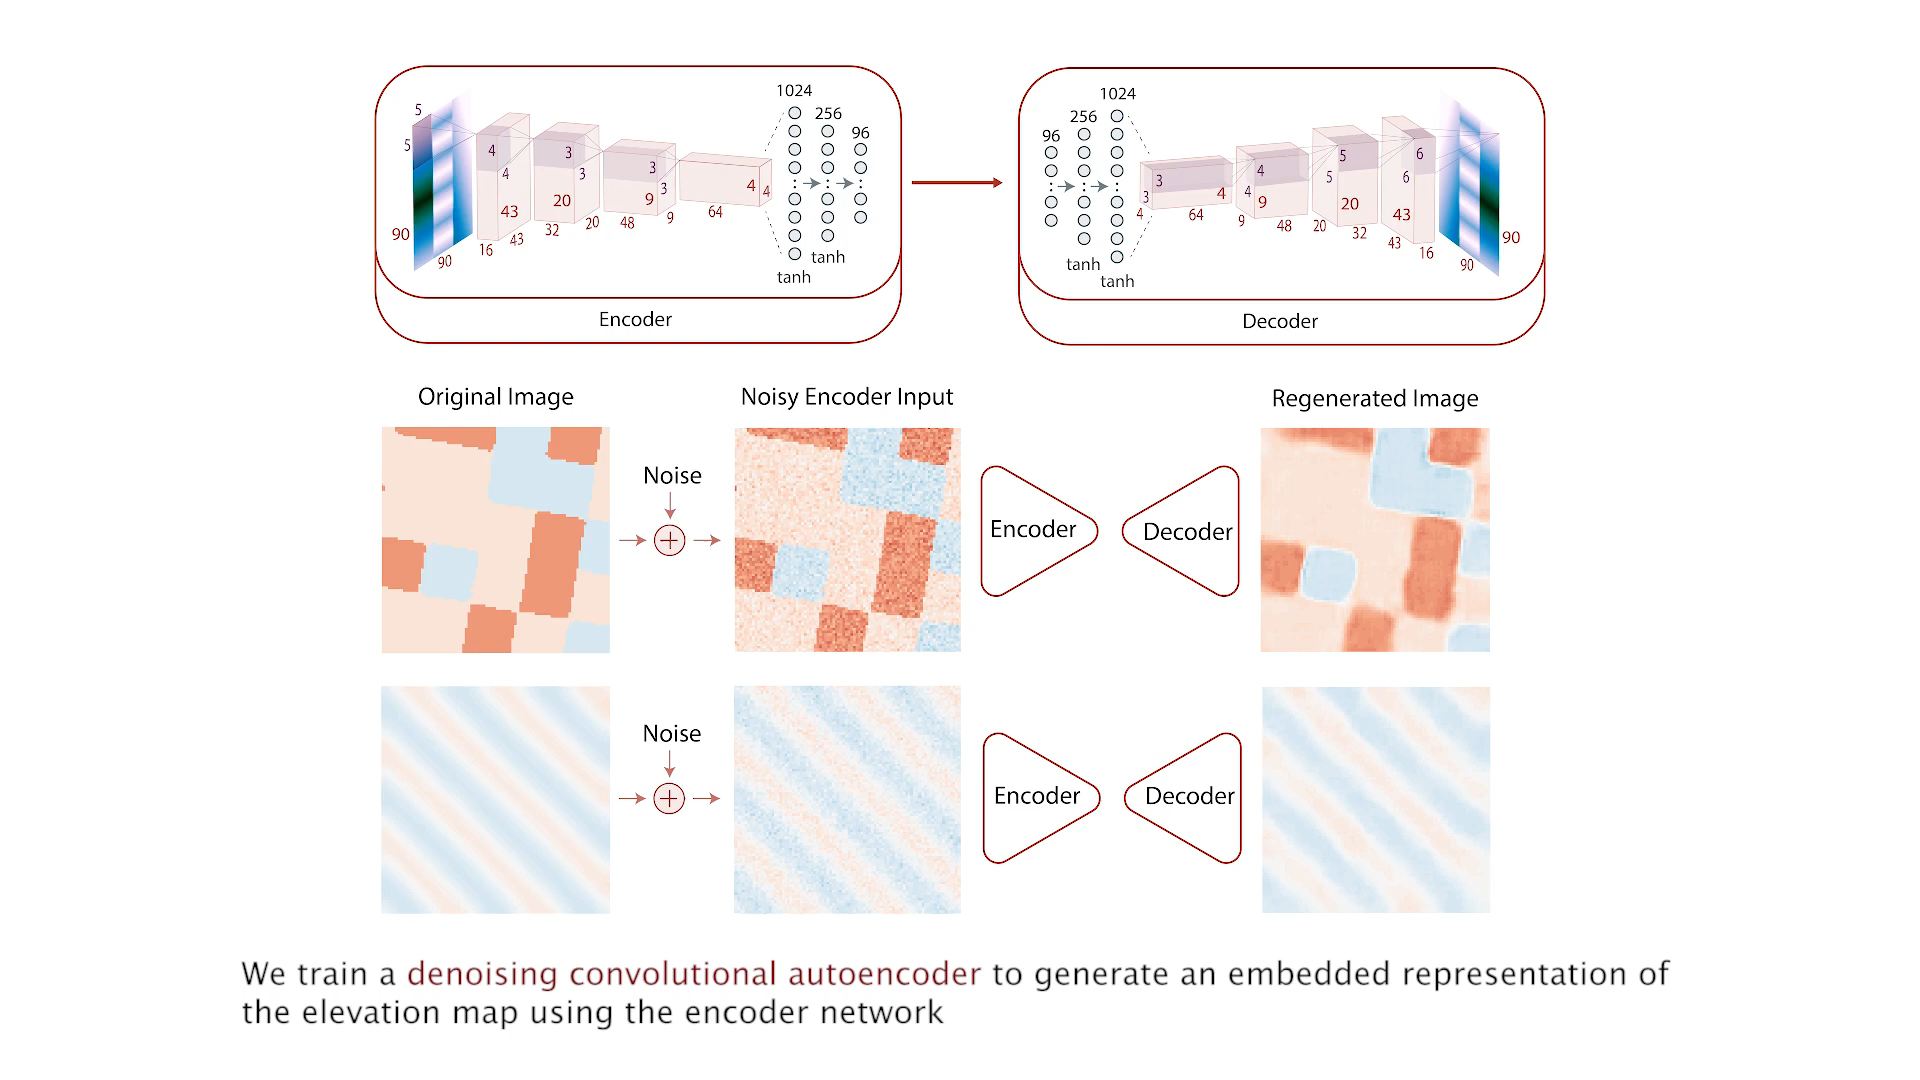 1024
256
96
5
5
4
4
3
3
3
3
4
4
43
20
9
64
90
90
16
43
32
20
48
9
tanh
tanh
Encoder
1024
256
96
3
3
4
4
64
4
4
9
9
48
5
5
20
20
32
6
6
43
43
16
90
90
tanh
tanh
Decoder
Original Image
Noisy Encoder Input
Regenerated Image
Noise
Encoder
Decoder
Noise
Encoder
Decoder
We train a denoising convolutional autoencoder to generate an embedded representation of
the elevation map using the encoder network